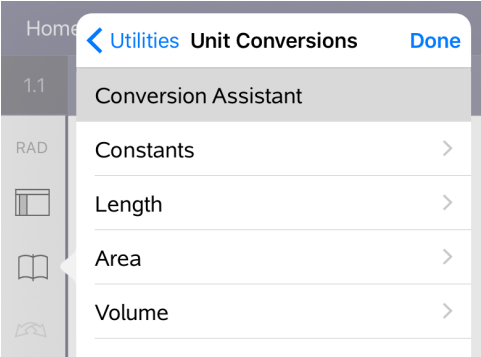 Home
Utilities Unit Conversions Done
1.1
Conversion Assistant
RAD
Constants
Length
Area
Volume